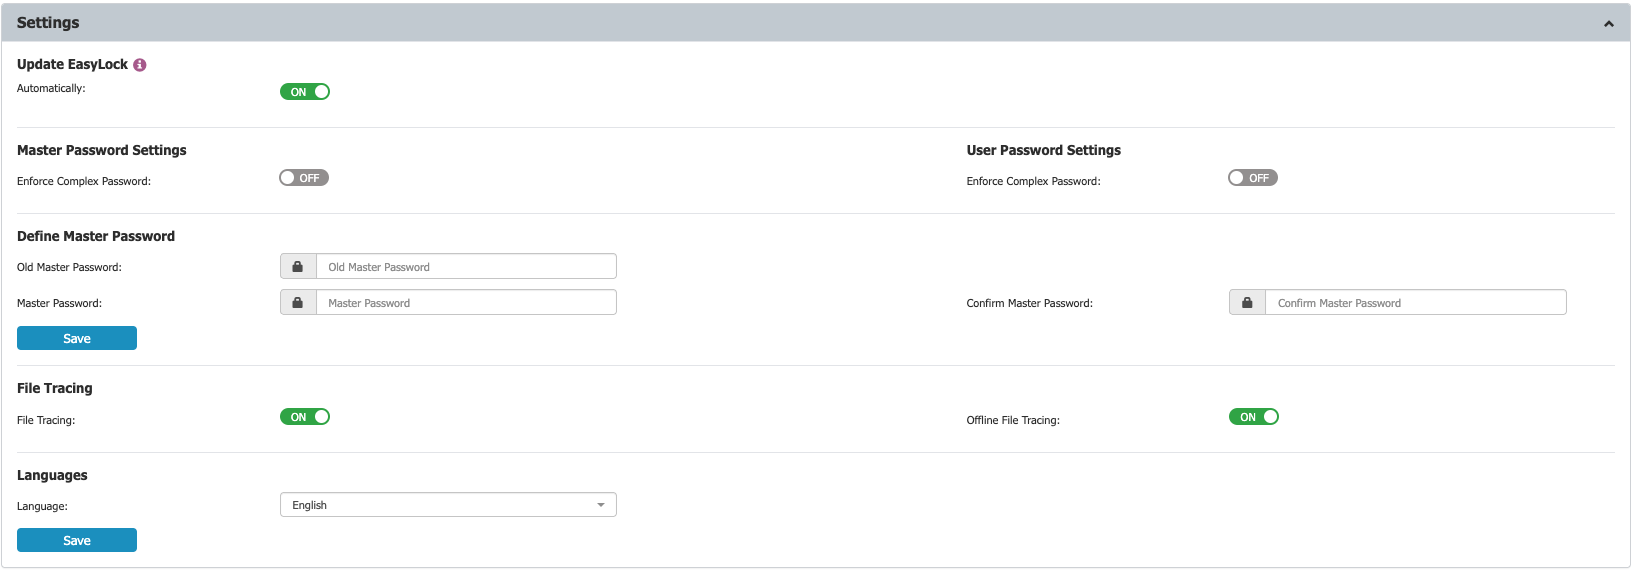 Settings
Update EasyLock
Automatically:
ON
Master Password Settings
User Password Settings
Enforce Complex Password:
OFF
Enforce Complex Password:
OFF
Define Master Password
Old Master Password:
Old Master Password
Master Password:
Master Password
Confirm Master Password:
Confirm Master Password
Save
File Tracing
File Tracing:
ON
Offline File Tracing:
ON
Languages
Language:
English
Save